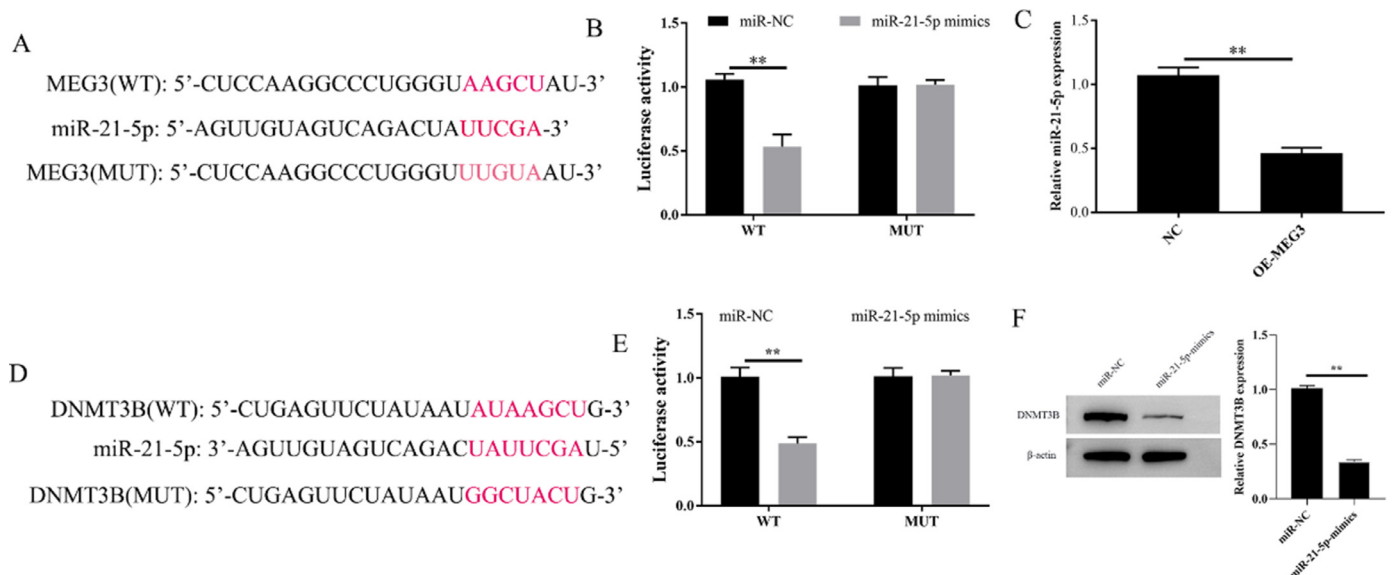 A
MEG3(WT): 5’-CUCCAAGGCCCUGGGUAAGCUAU-3’
miR-21-5p: 5’-AGUUGUAGUCAGACUAUUCGA-3’
MEG3(MUT): 5’-CUCCAAGGCCCUGGGUUUGUAAU-3’
B
miR-NC miR-21-5p mimics
Luciferase activity
1.5
1.0
0.5
0.0
**
WT MUT
C
Relative miR-21-5p expression
1.5
1.0
0.5
0.0
**
NC OE-MEG3
D
DNMT3B(WT): 5’-CUGAGUUCUAUAAUAUAAGCUG-3’
miR-21-5p: 3’-AGUUGUAGUCAGACUAUUCGAU-5’
DNMT3B(MUT): 5’-CUGAGUUCUAUAAUGGCUACUG-3’
E
miR-NC miR-21-5p mimics
Luciferase activity
1.5
1.0
0.5
0.0
**
WT MUT
F
miR-NC miR-21-5p-mimics
DNMT3B
β-actin
Relative DNMT3B expression
1.5
1.0
0.5
0.0
**
miR-NC miR-21-5p-mimics